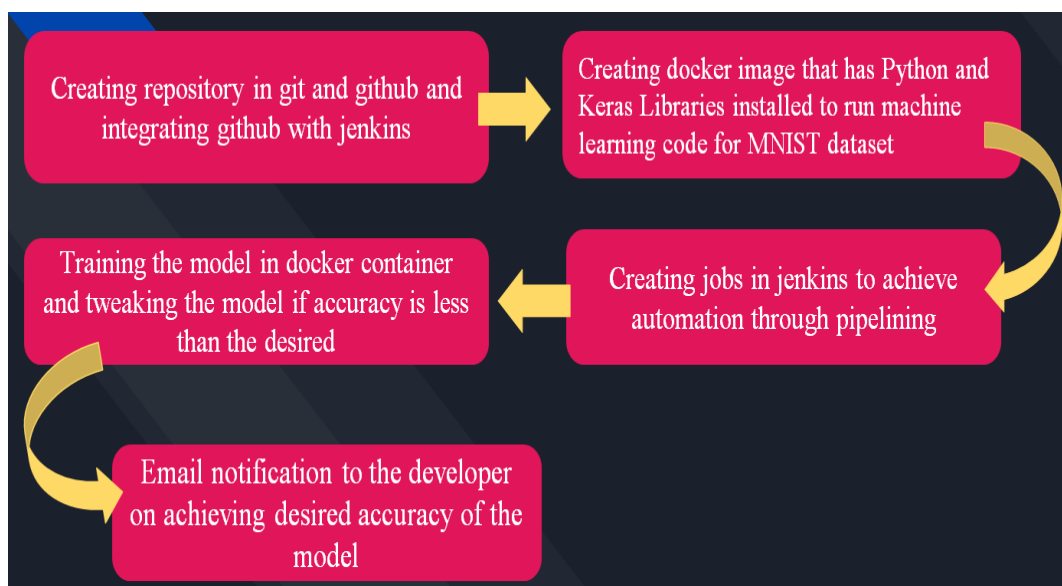 Creating repository in git and github and
integrating github with jenkins
Creating docker image that has Python and
Keras Libraries installed to run machine
learning code for MNIST dataset
Creating jobs in jenkins to achieve
automation through pipelining
Training the model in docker container
and tweaking the model if accuracy is less
than the desired
Email notification to the developer
on achieving desired accuracy of the
model